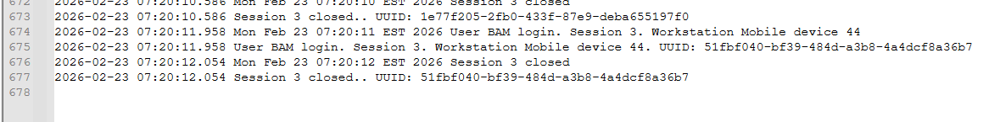 672 2026-02-23 07:20:10.586 Mon Feb 23 07:20:10 EST 2026 Session 3 closed
673 2026-02-23 07:20:10.586 Session 3 closed.. UUID: 1e77f205-2fb0-433f-87e9-deba655197f0
674 2026-02-23 07:20:11.958 Mon Feb 23 07:20:11 EST 2026 User BAM login. Session 3. Workstation Mobile device 44
675 2026-02-23 07:20:11.958 User BAM login. Session 3. Workstation Mobile device 44. UUID: 51fbf040-bf39-484d-a3b8-4a4dcf8a36b7
676 2026-02-23 07:20:12.054 Mon Feb 23 07:20:12 EST 2026 Session 3 closed
677 2026-02-23 07:20:12.054 Session 3 closed.. UUID: 51fbf040-bf39-484d-a3b8-4a4dcf8a36b7
678